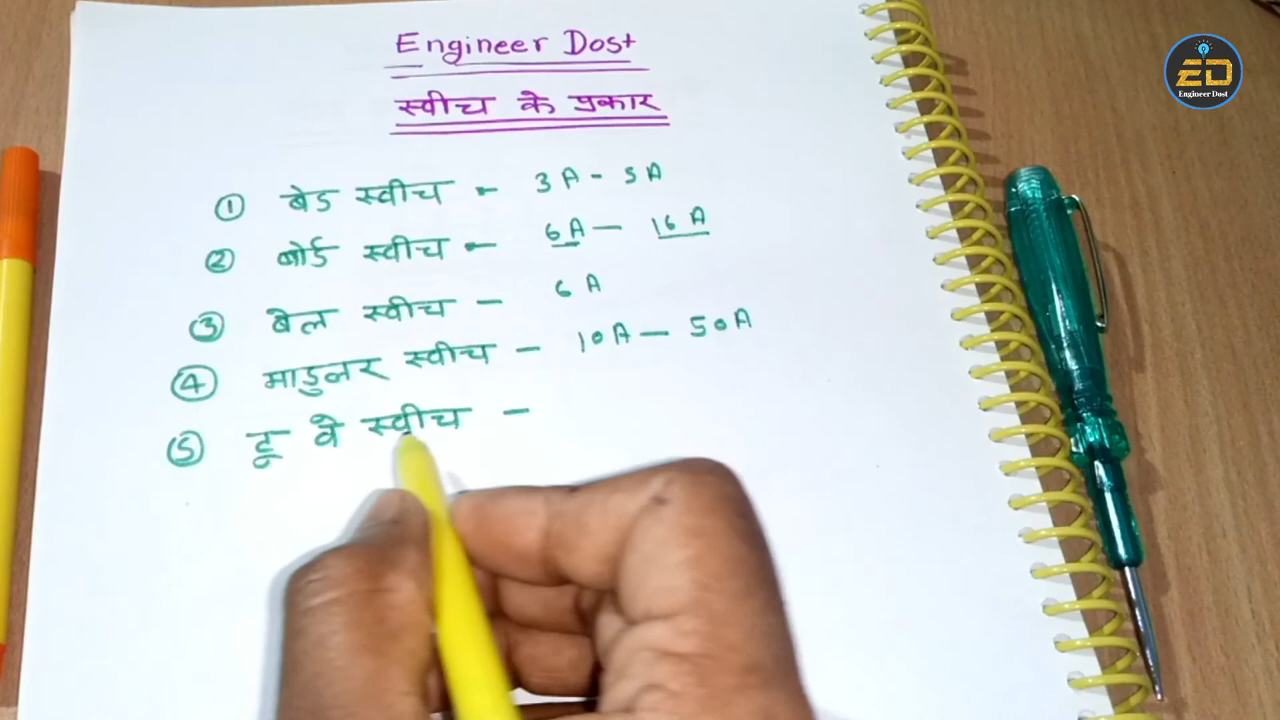 Engineer Dost
स्वीच के प्रकार
① बेड स्वीच - 3A - 5A
② बोर्ड स्वीच - 6A — 16A
③ बेल स्वीच - 6A
④ माडुलर स्वीच - 10A — 50A
⑤ टू वे स्वीच -
ED
Engineer Dost